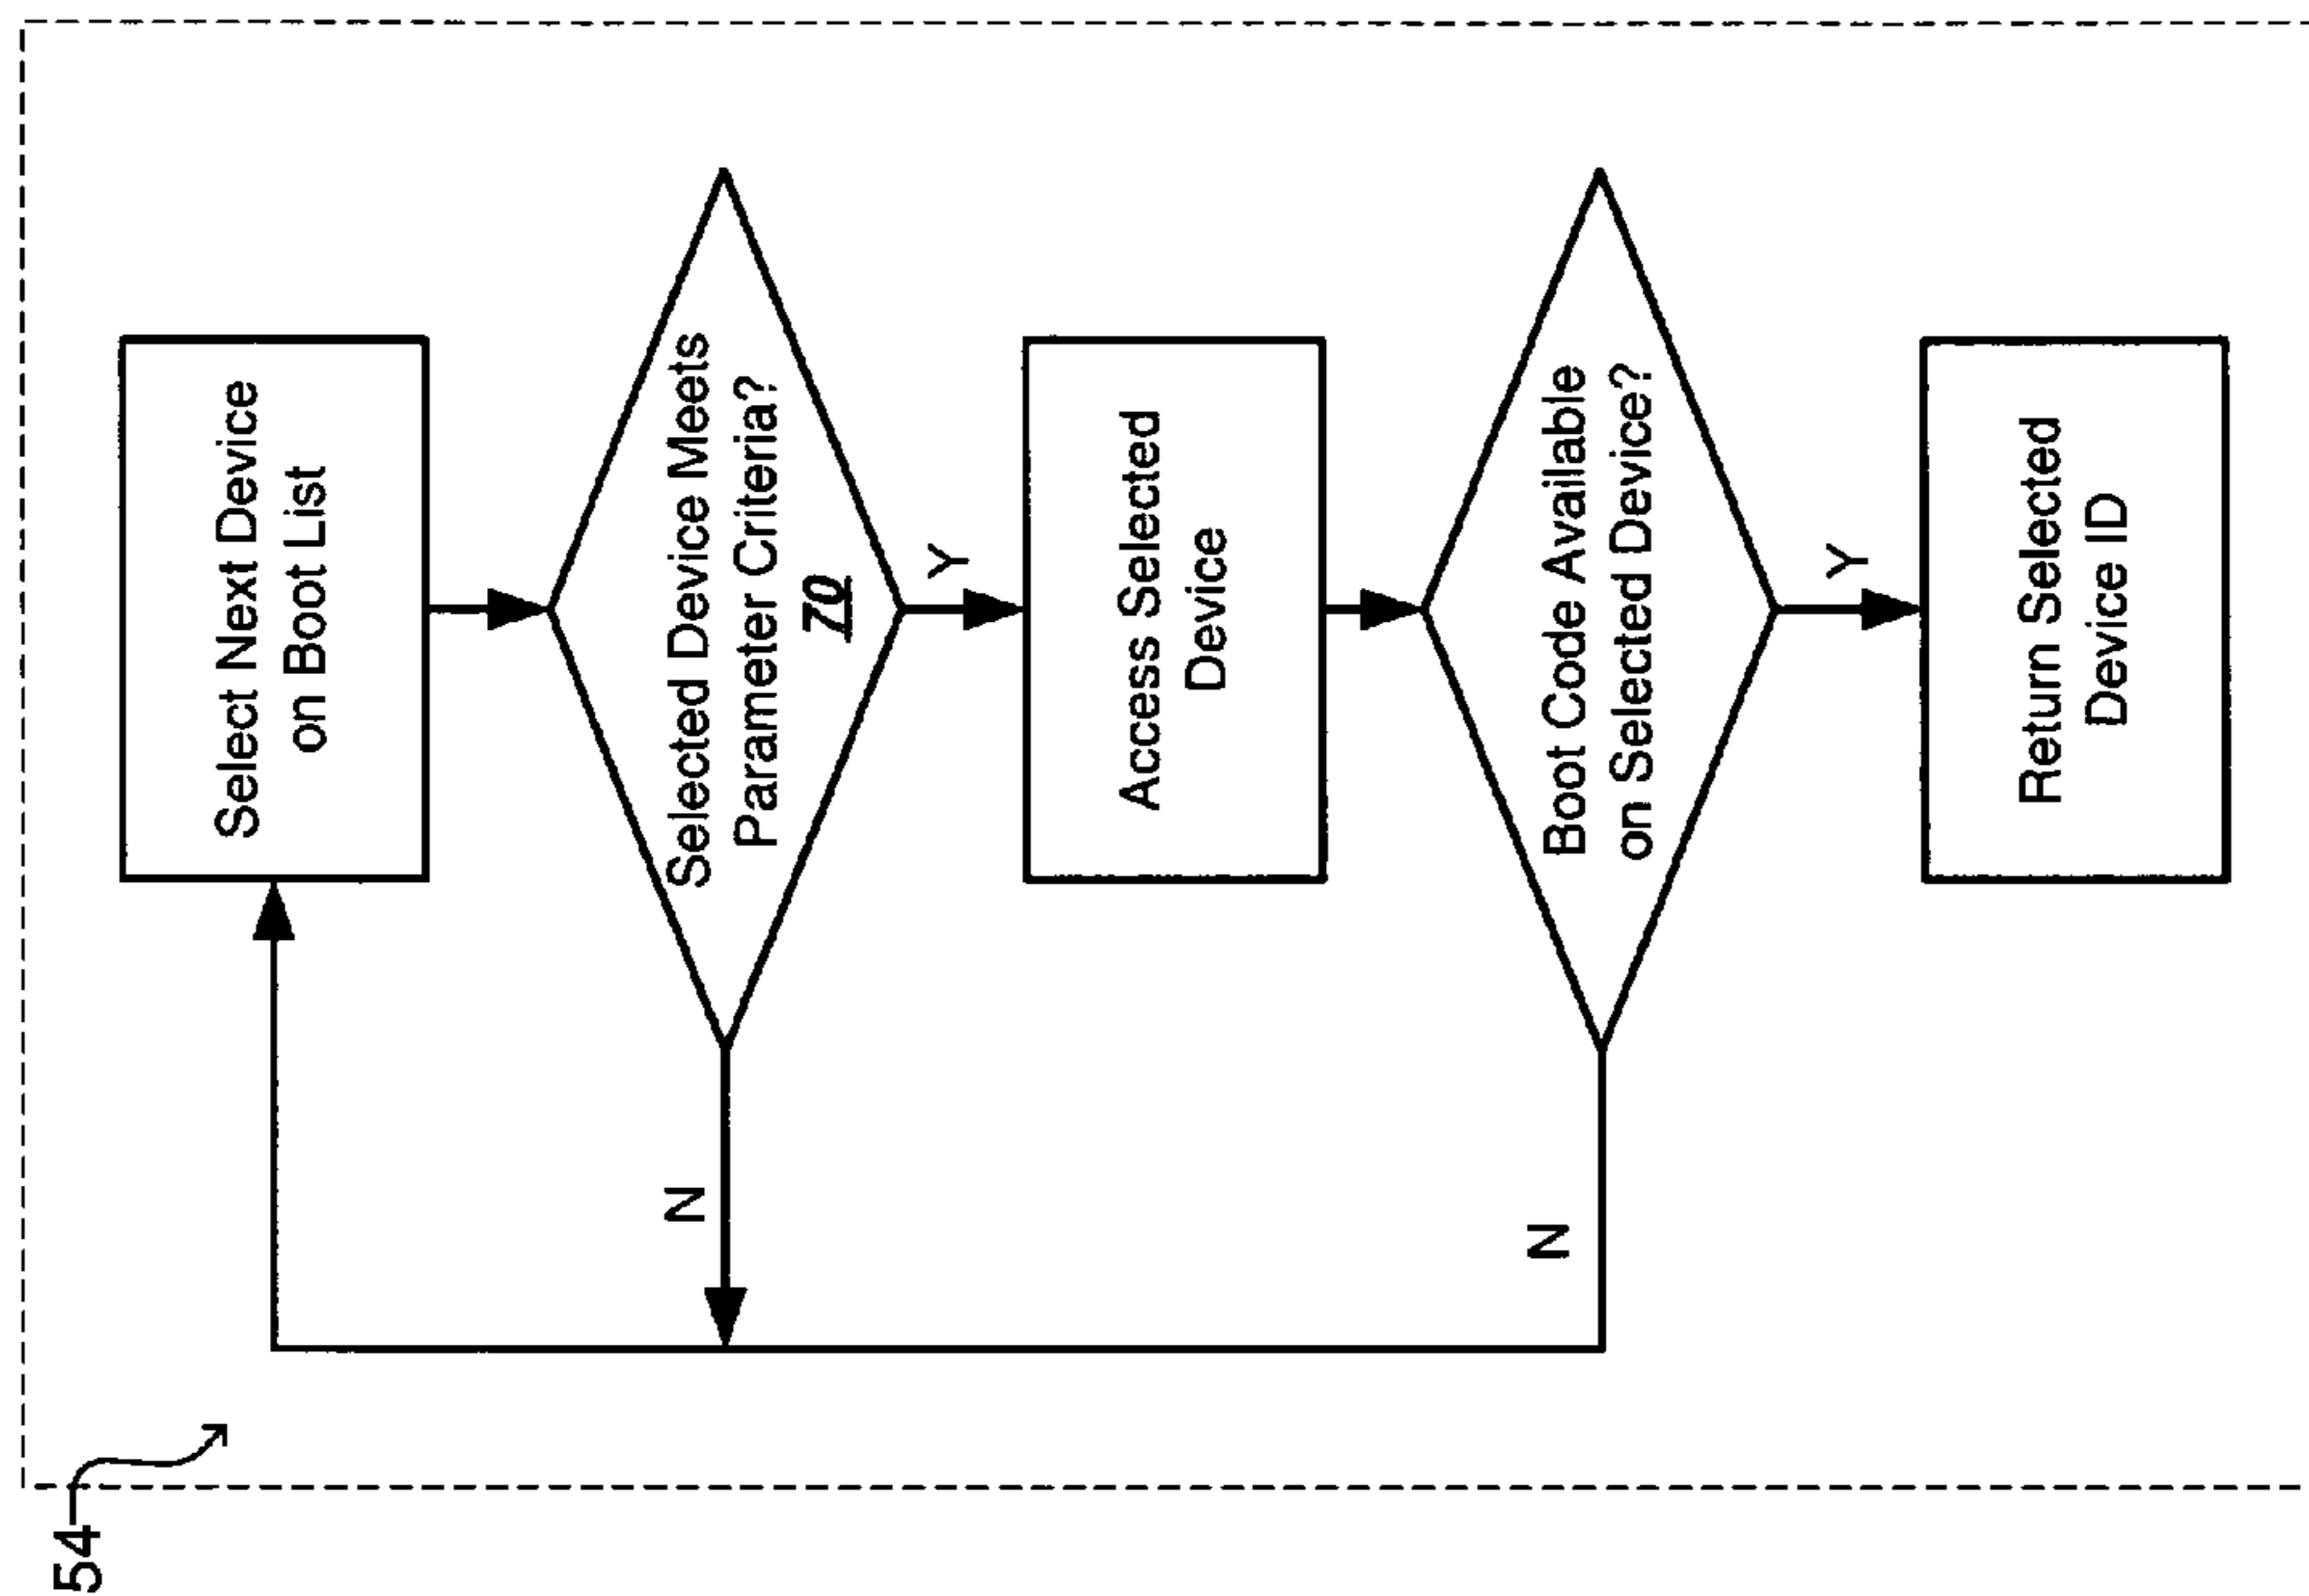 54
Select Next Device
on Boot List
Selected Device Meets
Parameter Criteria?
70
N
Y
Access Selected
Device
Boot Code Available
on Selected Device?
N
Y
Return Selected
Device ID